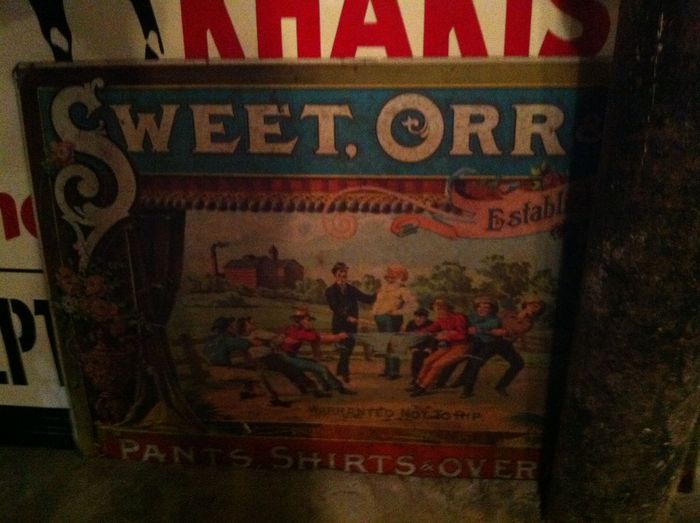 KHAKIS
SWEET, ORR
Establ
WARRANTED NOT TO RIP
PANTS, SHIRTS & OVER
EPT